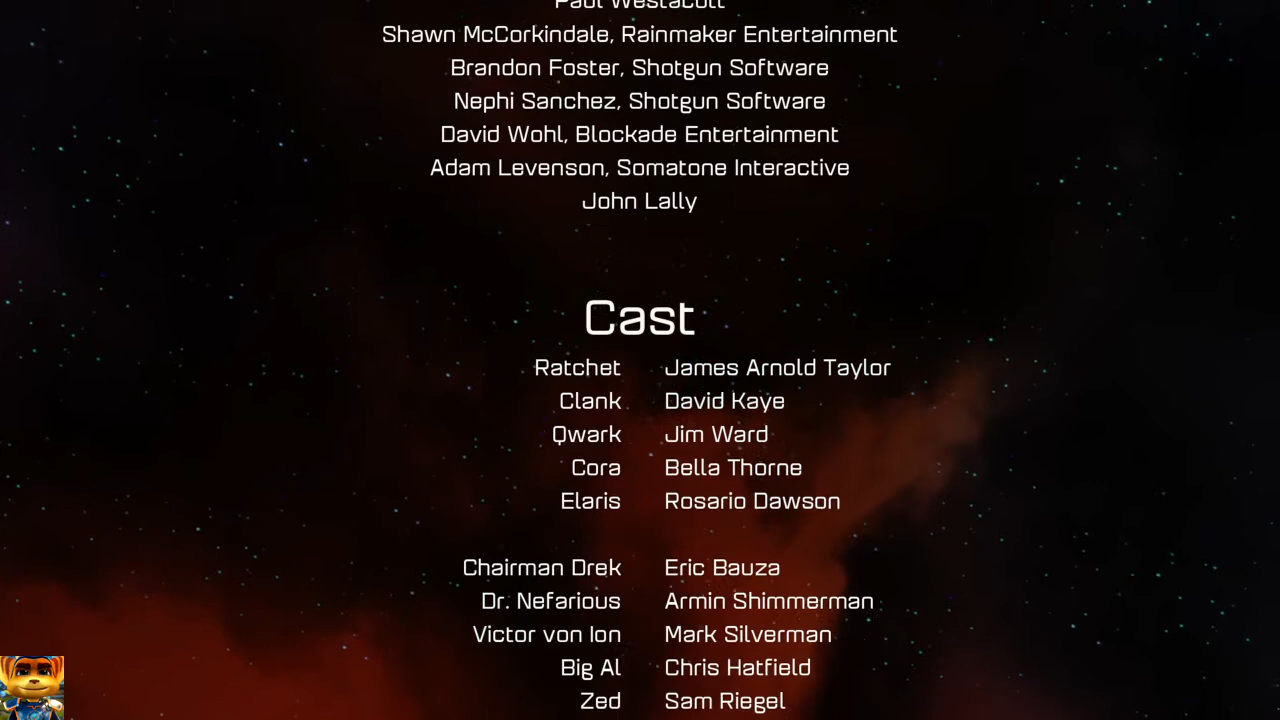 Paul Westacott
Shawn McCorkindale, Rainmaker Entertainment
Brandon Foster, Shotgun Software
Nephi Sanchez, Shotgun Software
David Wohl, Blockade Entertainment
Adam Levenson, Somatone Interactive
John Lally
Cast
Ratchet James Arnold Taylor
Clank David Kaye
Qwark Jim Ward
Cora Bella Thorne
Elaris Rosario Dawson
Chairman Drek Eric Bauza
Dr. Nefarious Armin Shimmerman
Victor von Ion Mark Silverman
Big Al Chris Hatfield
Zed Sam Riegel